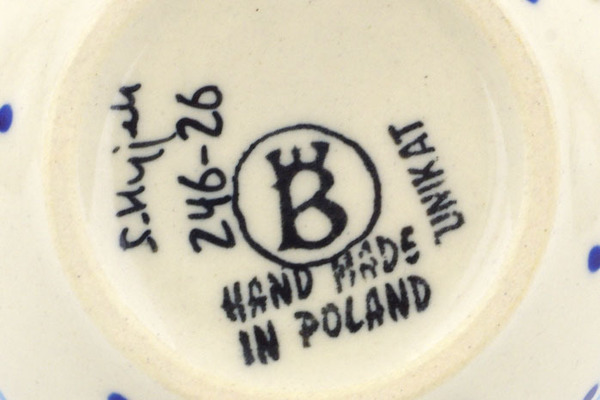 246-26
B
UNIKAT
HAND MADE
IN POLAND